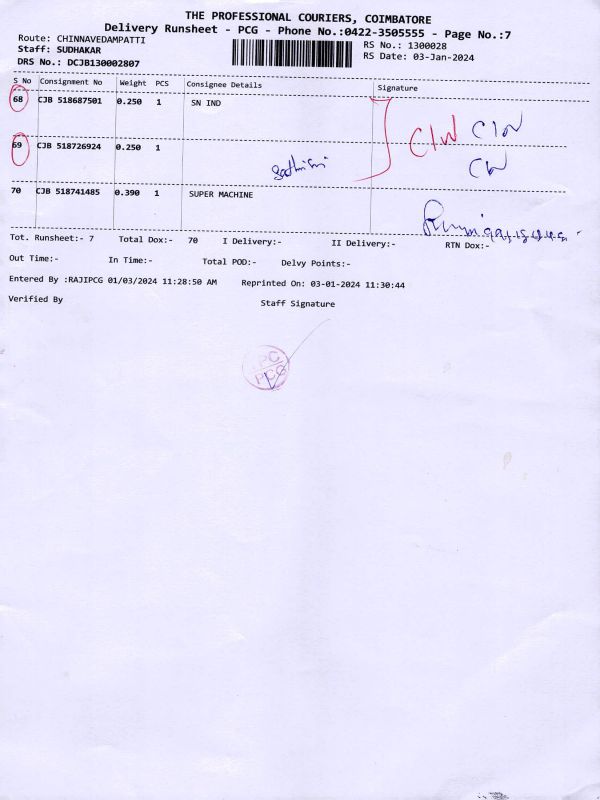 THE PROFESSIONAL COURIERS, COIMBATORE
Delivery Runsheet - PCG - Phone No.:0422-3505555 - Page No.:7
Route: CHINNAVEDAMPATTI
Staff: SUDHAKAR
DRS No.: DCJB130002807
RS No.: 1300028
RS Date: 03-Jan-2024
S No Consignment No Weight PCS Consignee Details Signature
68 CJB 518687501 0.250 1 SN IND
69 CJB 518726924 0.250 1
70 CJB 518741485 0.390 1 SUPER MACHINE
Tot. Runsheet:- 7 Total Dox:- 70 I Delivery:- II Delivery:- RTN Dox:-
Out Time:- In Time:- Total POD:- Delvy Points:-
Entered By :RAJIPCG 01/03/2024 11:28:50 AM Reprinted On: 03-01-2024 11:30:44
Verified By Staff Signature
PCG